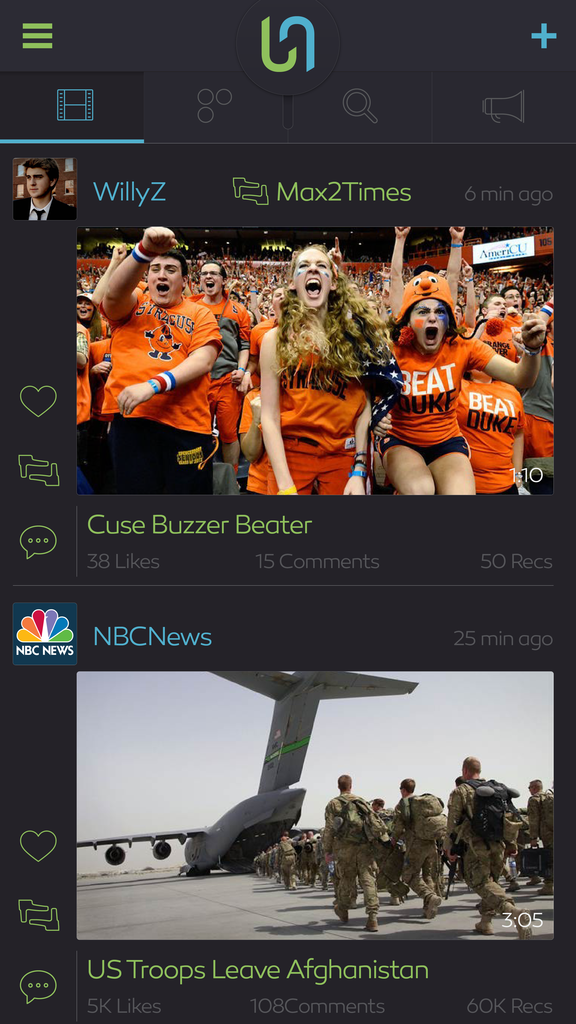 WillyZ Max2Times 6 min ago
AmeriCU 105
SYRACUSE
BEAT
DUKE
BEAT
DUKE
SENIORS
1:10
Cuse Buzzer Beater
38 Likes 15 Comments 50 Recs
NBC NEWS
NBCNews 25 min ago
3:05
US Troops Leave Afghanistan
5K Likes 108Comments 60K Recs